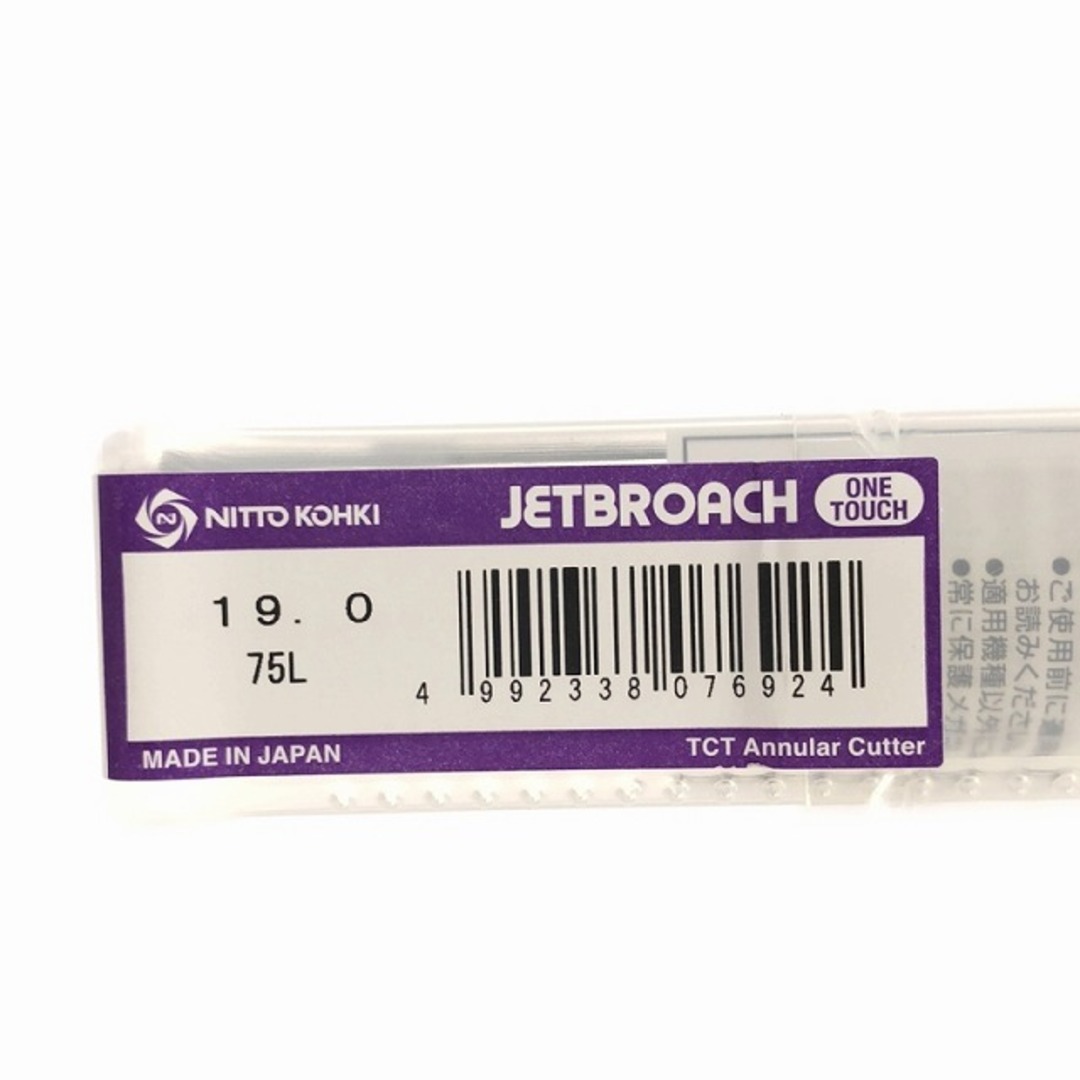 NITTO KOHKI
JETBROACH
ONE
TOUCH
19. 0
75L
4 992338 076924
MADE IN JAPAN
TCT Annular Cutter
●ご使用前に
お読みくださ
●適用機種以外
●常に保護メガ